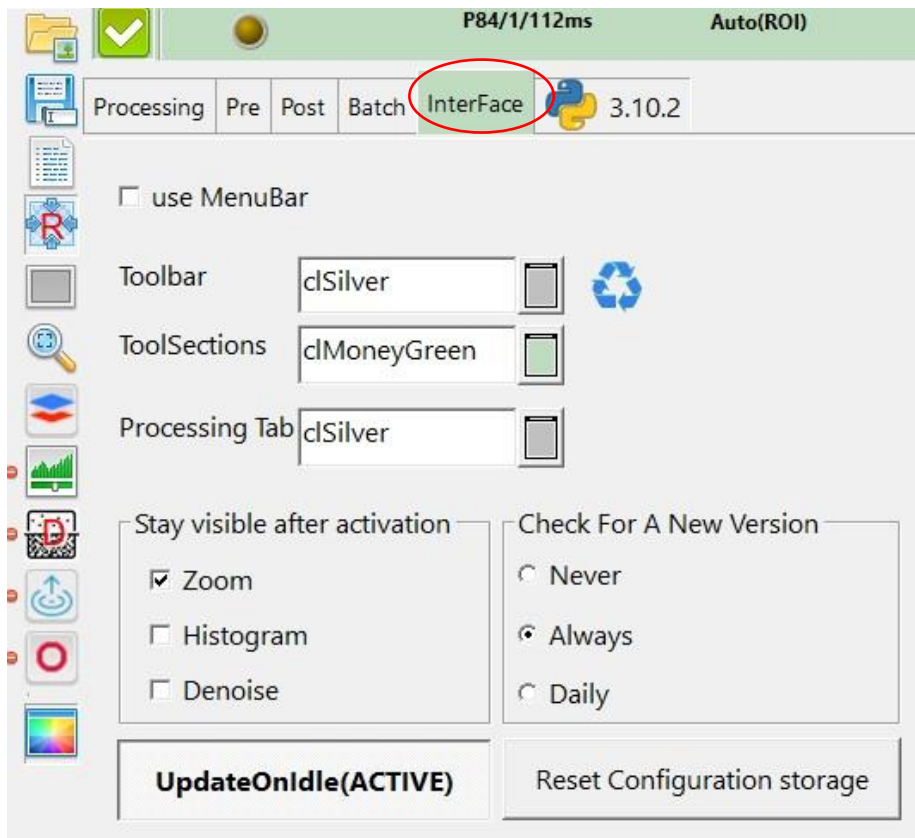 P84/1/112ms Auto(ROI)
Processing Pre Post Batch InterFace 3.10.2
use MenuBar
Toolbar clSilver
ToolSections clMoneyGreen
Processing Tab clSilver
Stay visible after activation Check For A New Version
Zoom Never
Histogram Always
Denoise Daily
UpdateOnIdle(ACTIVE) Reset Configuration storage
R
D